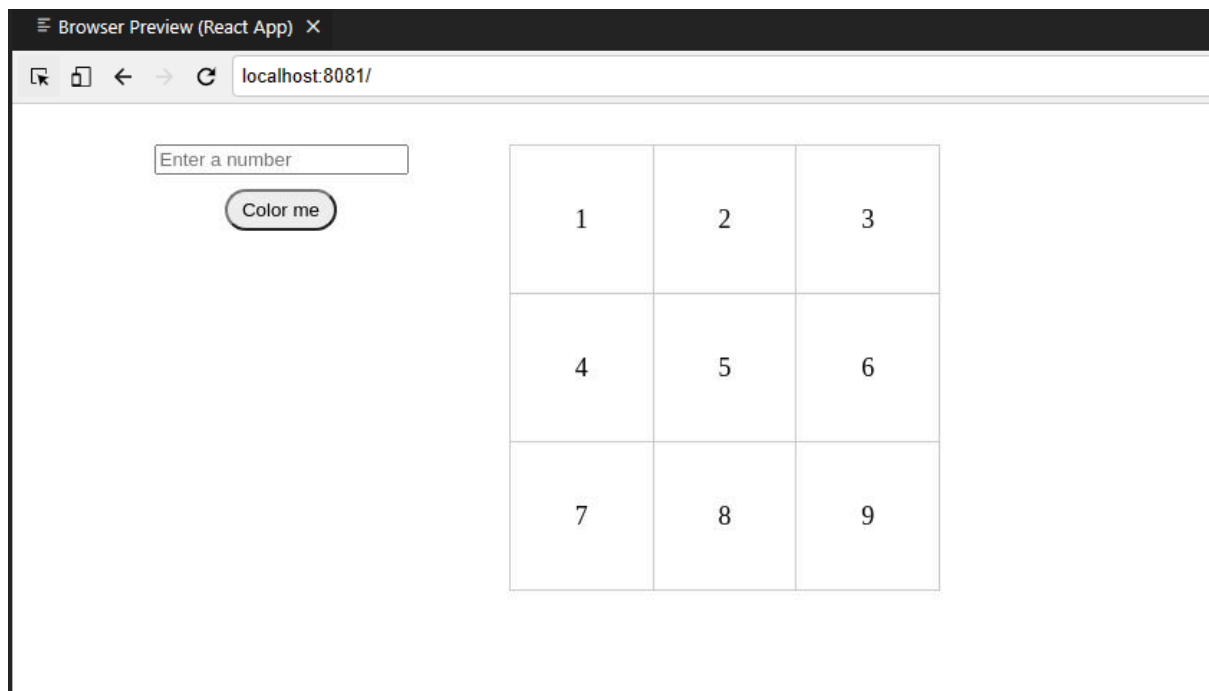 Browser Preview (React App)
localhost:8081/
Enter a number
Color me
1 2 3
4 5 6
7 8 9